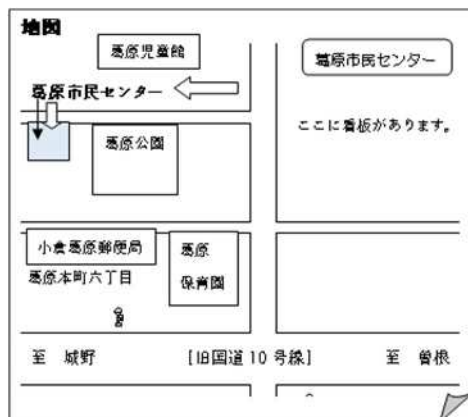 地図
葛原児童館
葛原市民センター
葛原市民センター
ここに看板があります。
葛原公園
小倉葛原郵便局
葛原本町六丁目
葛原
保育園
至 城野
[旧国道10号線]
至 曽根